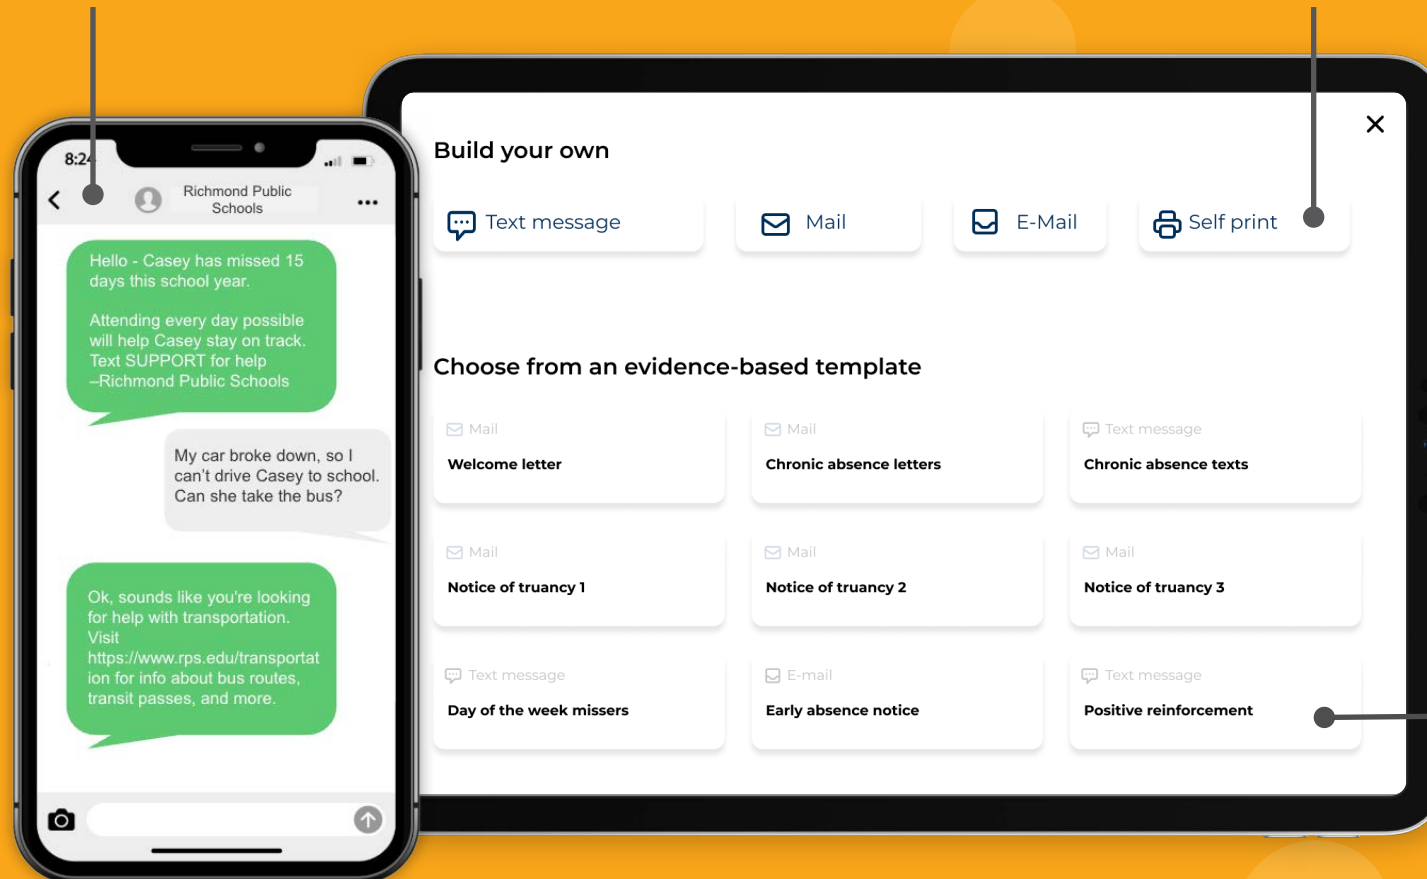 8:24
Richmond Public
Schools
Hello - Casey has missed 15
days this school year.
Attending every day possible
will help Casey stay on track.
Text SUPPORT for help
–Richmond Public Schools
My car broke down, so I
can't drive Casey to school.
Can she take the bus?
Ok, sounds like you're looking
for help with transportation.
Visit
https://www.rps.edu/transportat
ion for info about bus routes,
transit passes, and more.
Build your own
Text message
Mail
E-Mail
Self print
Choose from an evidence-based template
Mail
Welcome letter
Mail
Chronic absence letters
Text message
Chronic absence texts
Mail
Notice of truancy 1
Mail
Notice of truancy 2
Mail
Notice of truancy 3
Text message
Day of the week missers
E-mail
Early absence notice
Text message
Positive reinforcement